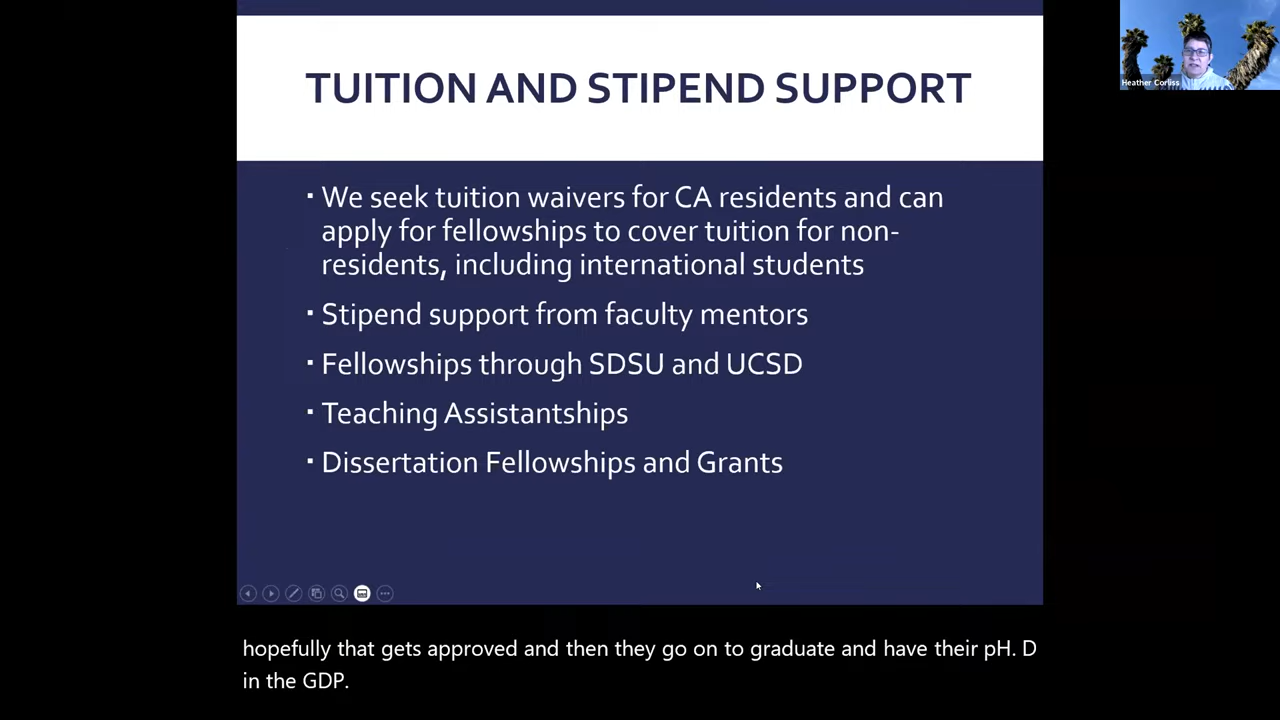 TUITION AND STIPEND SUPPORT
Heather Corliss
▪ We seek tuition waivers for CA residents and can
apply for fellowships to cover tuition for non-
residents, including international students
▪ Stipend support from faculty mentors
▪ Fellowships through SDSU and UCSD
▪ Teaching Assistantships
▪ Dissertation Fellowships and Grants
hopefully that gets approved and then they go on to graduate and have their pH. D
in the GDP.